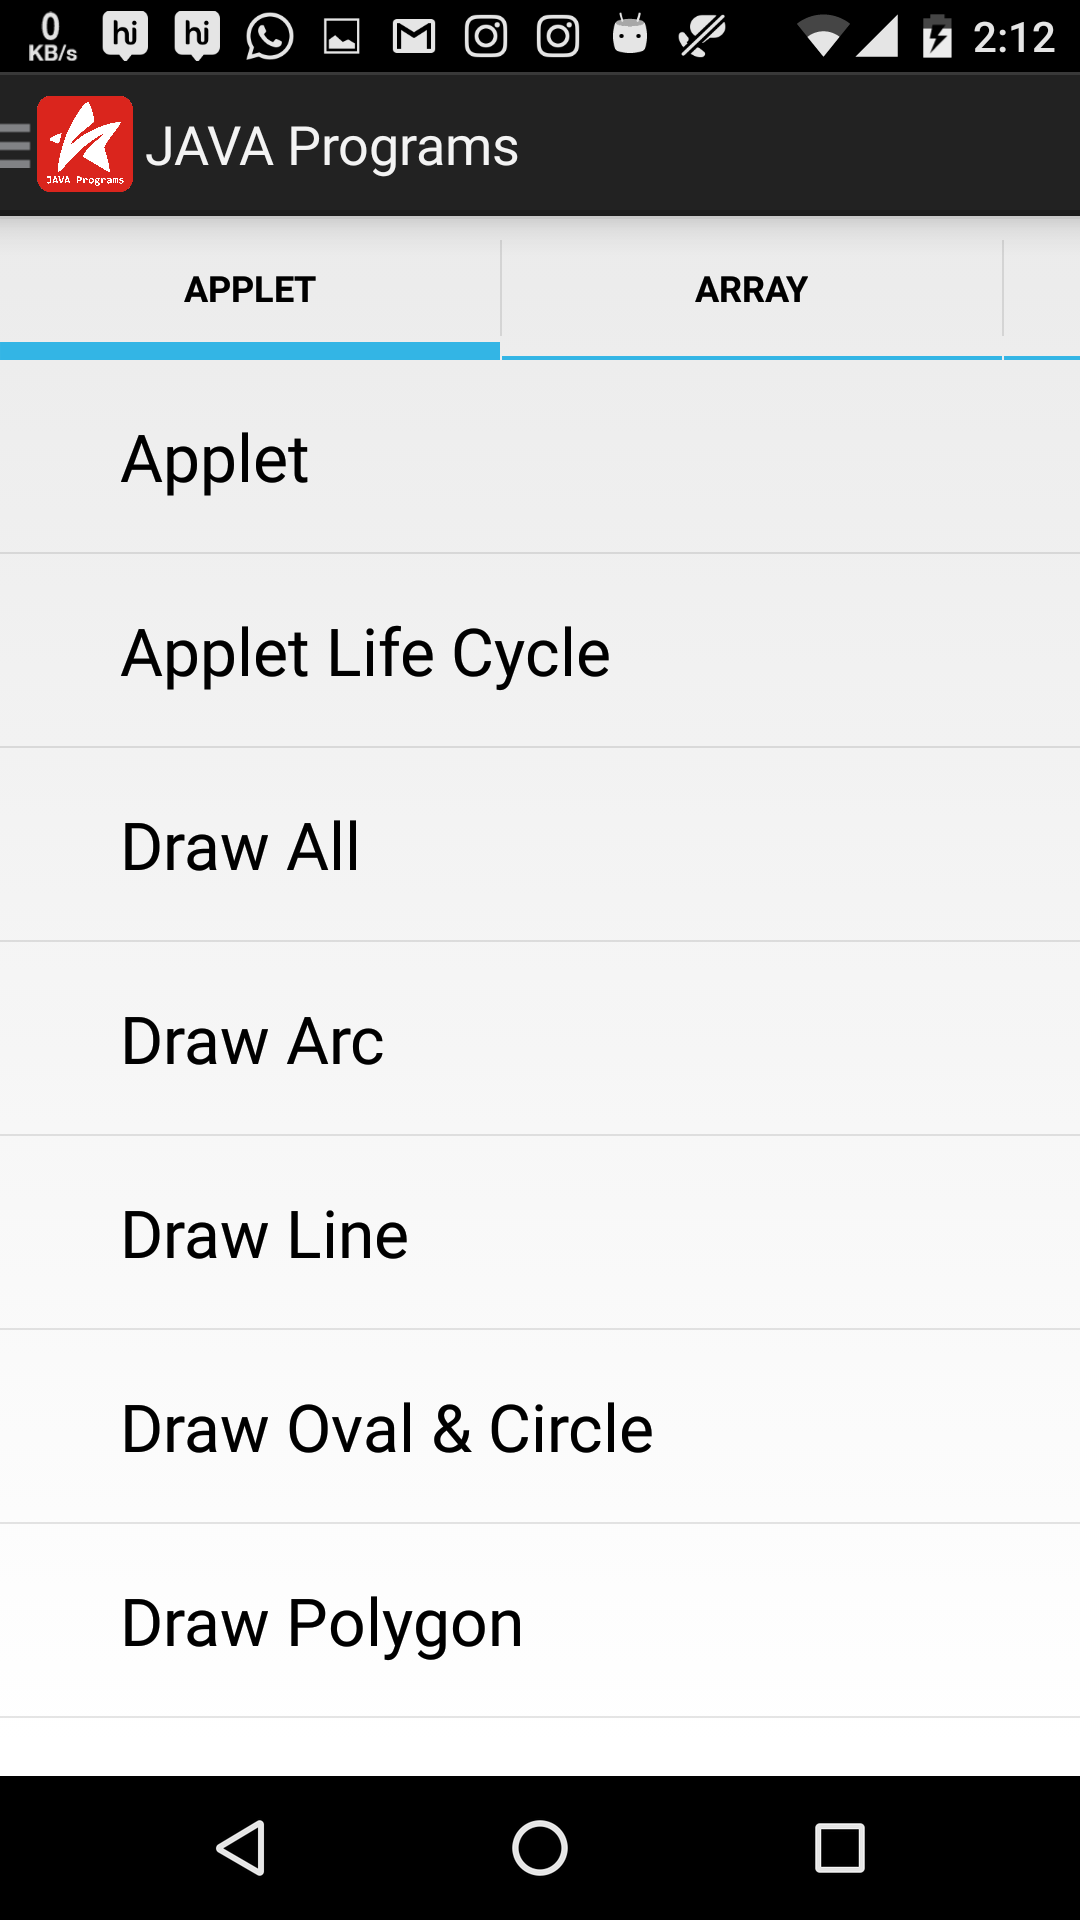 0
KB/s
hi
hi
2:12
JAVA Programs
JAVA Programs
APPLET
ARRAY
Applet
Applet Life Cycle
Draw All
Draw Arc
Draw Line
Draw Oval & Circle
Draw Polygon